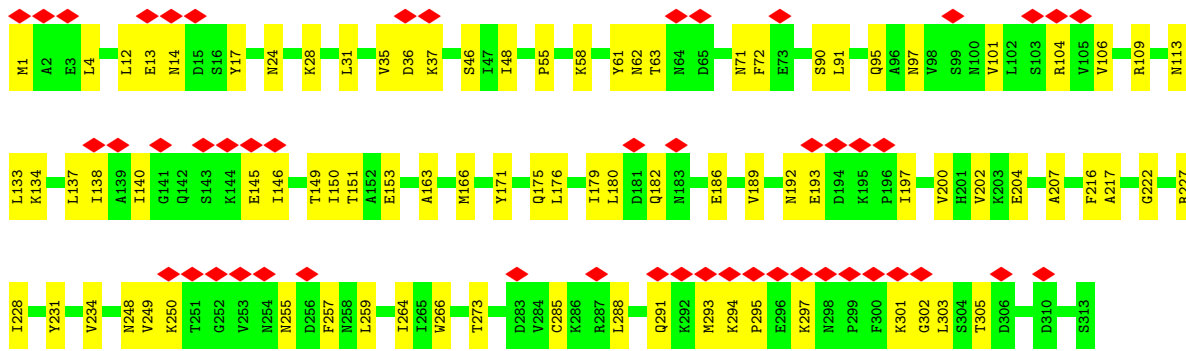 M1 A2 E3 L4 L12 E13 N14 D15 S16 Y17 N24 K28 L31 V35 D36 K37 S46 I47 I48 P55 K58 Y61 N62 T63 N64 D65 N71 F72 E73 S90 L91 Q95 A96 N97 V98 S99 N100 V101 L102 S103 R104 V105 V106 R109 N113
L133 K134 L137 I138 A139 I140 G141 Q142 S143 K144 E145 I146 T149 I150 T151 A152 E153 A163 M166 Y171 Q175 L176 I179 L180 D181 Q182 N183 E186 V189 N192 E193 D194 K195 P196 I197 V200 H201 V202 K203 E204 A207 F216 A217 G222 R227
I228 Y231 V234 N248 V249 K250 T251 G252 V253 N254 N255 D256 F257 N258 L259 I264 I265 W266 T273 D283 V284 C285 K286 R287 L288 Q291 K292 M293 K294 P295 E296 K297 N298 P299 F300 K301 G302 L303 S304 T305 D306 D310 S313